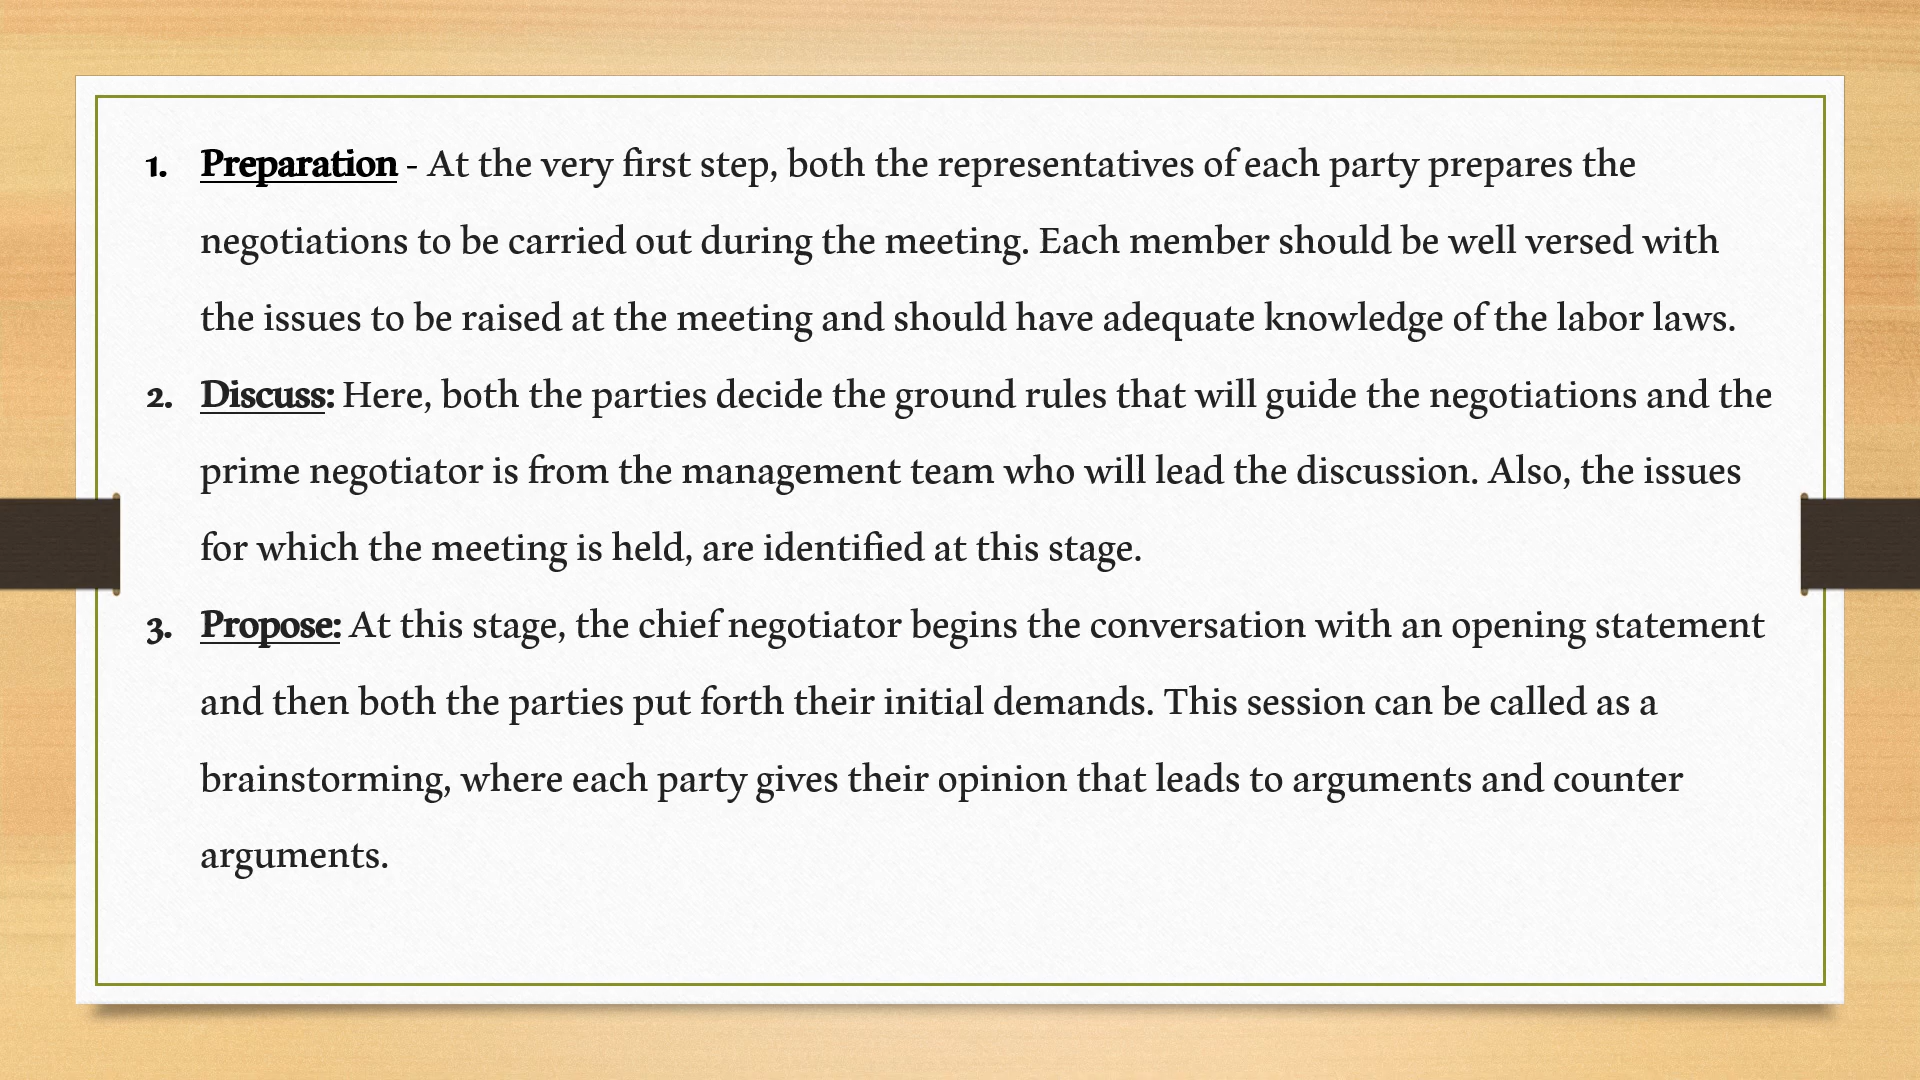 1. Preparation - At the very first step, both the representatives of each party prepares the
negotiations to be carried out during the meeting. Each member should be well versed with
the issues to be raised at the meeting and should have adequate knowledge of the labor laws.
2. Discuss: Here, both the parties decide the ground rules that will guide the negotiations and the
prime negotiator is from the management team who will lead the discussion. Also, the issues
for which the meeting is held, are identified at this stage.
3. Propose: At this stage, the chief negotiator begins the conversation with an opening statement
and then both the parties put forth their initial demands. This session can be called as a
brainstorming, where each party gives their opinion that leads to arguments and counter
arguments.